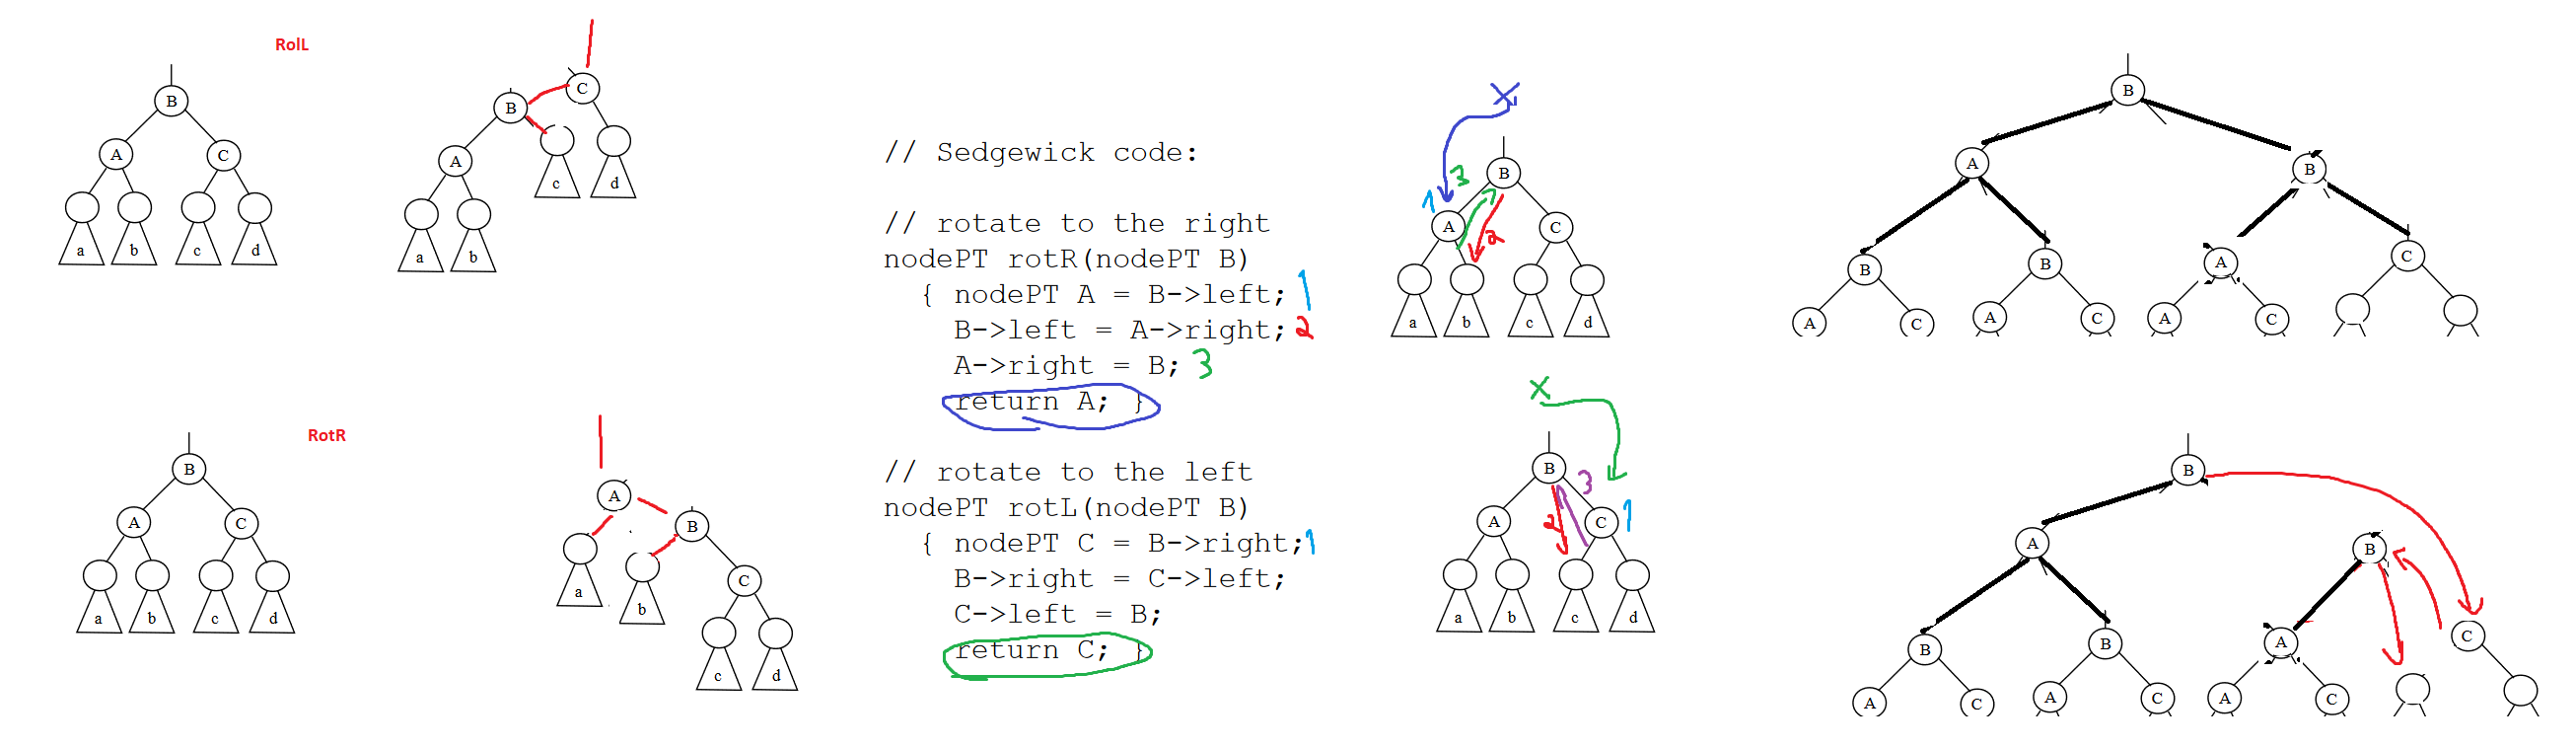 RolL
B
C
B
A
C
A
a
b
c
d
c
d
a
b
RotR
B
A
B
A
C
C
a
b
c
d
a
b
c
d
// Sedgewick code:
// rotate to the right
nodePT rotR(nodePT B)
{ nodePT A = B->left; 1
B->left = A->right; 2
A->right = B; 3
return A; }
// rotate to the left
nodePT rotL(nodePT B)
{ nodePT C = B->right; 1
B->right = C->left;
C->left = B;
return C; }
X
B
1
3
A
2
C
a
b
c
d
X
B
3
A
2
C
1
a
b
c
d
B
A
B
B
B
A
C
A
C
A
C
A
C
B
A
B
B
B
A
C
A
C
A
C
A
C